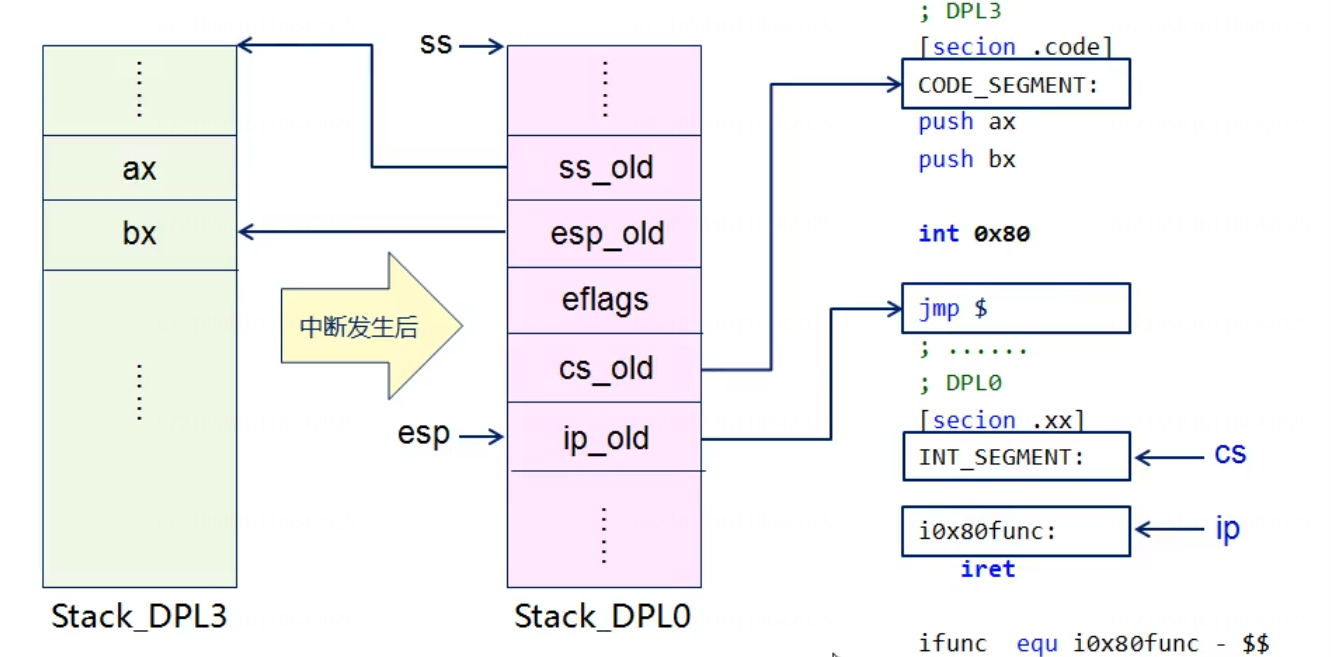 ax
bx
Stack_DPL3
中断发生后
ss
esp
ss_old
esp_old
eflags
cs_old
ip_old
Stack_DPL0
; DPL3
[secion .code]
CODE_SEGMENT:
push ax
push bx
int 0x80
jmp $
; ......
; DPL0
[secion .xx]
INT_SEGMENT:
cs
i0x80func:
ip
iret
ifunc equ i0x80func - $$